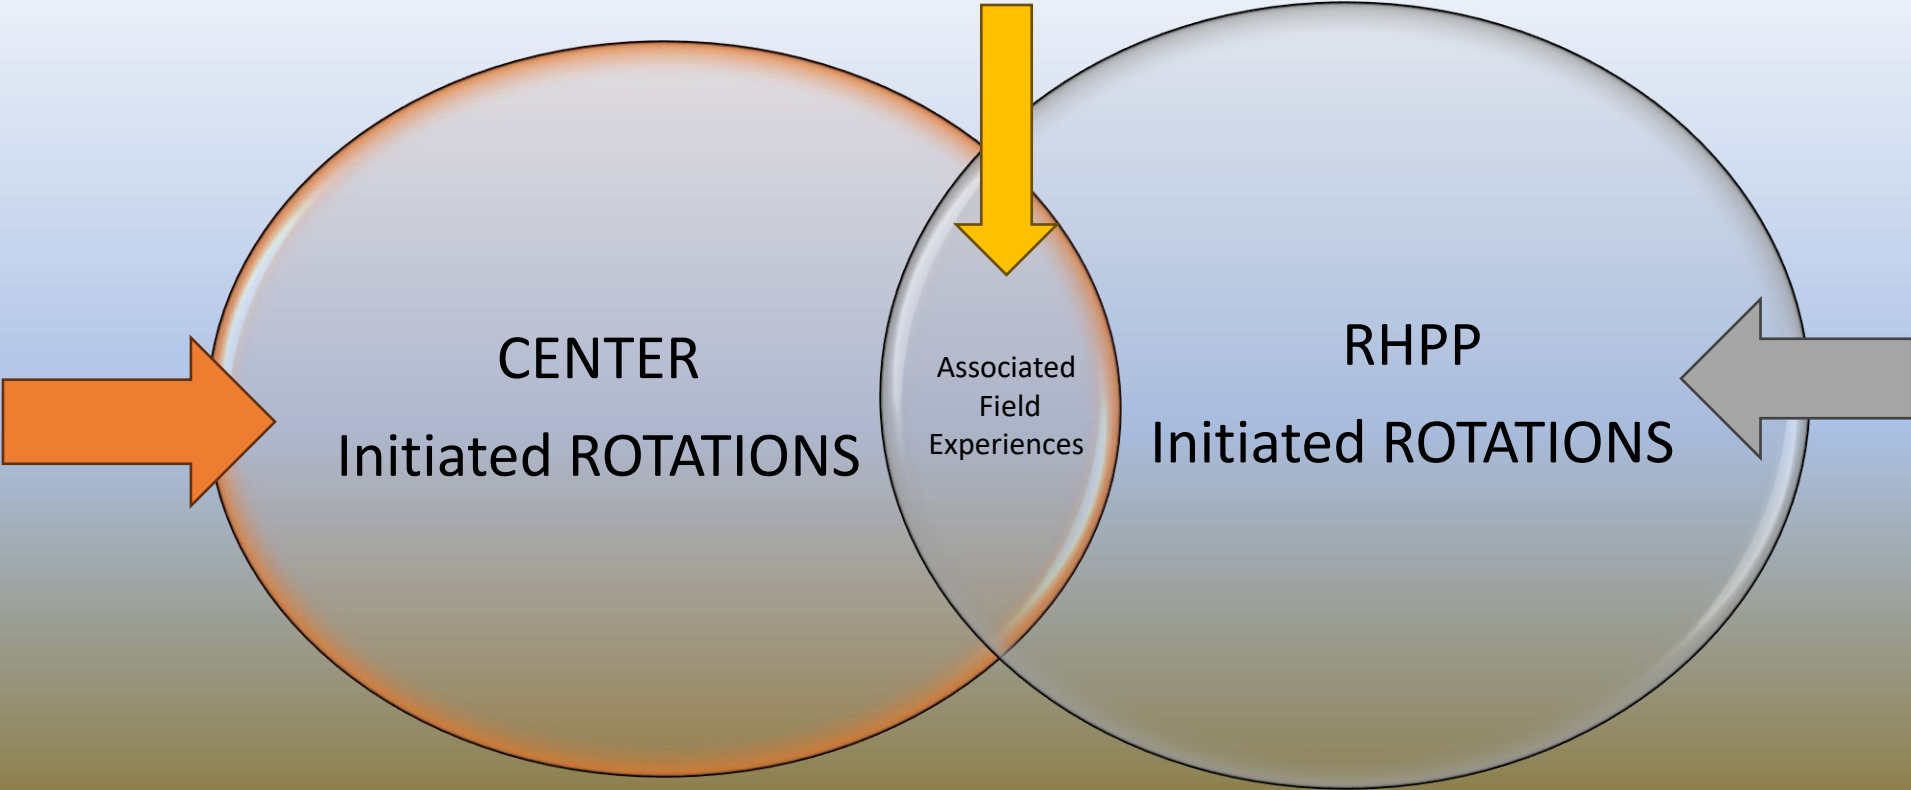 CENTER
Initiated ROTATIONS
Associated
Field
Experiences
RHPP
Initiated ROTATIONS